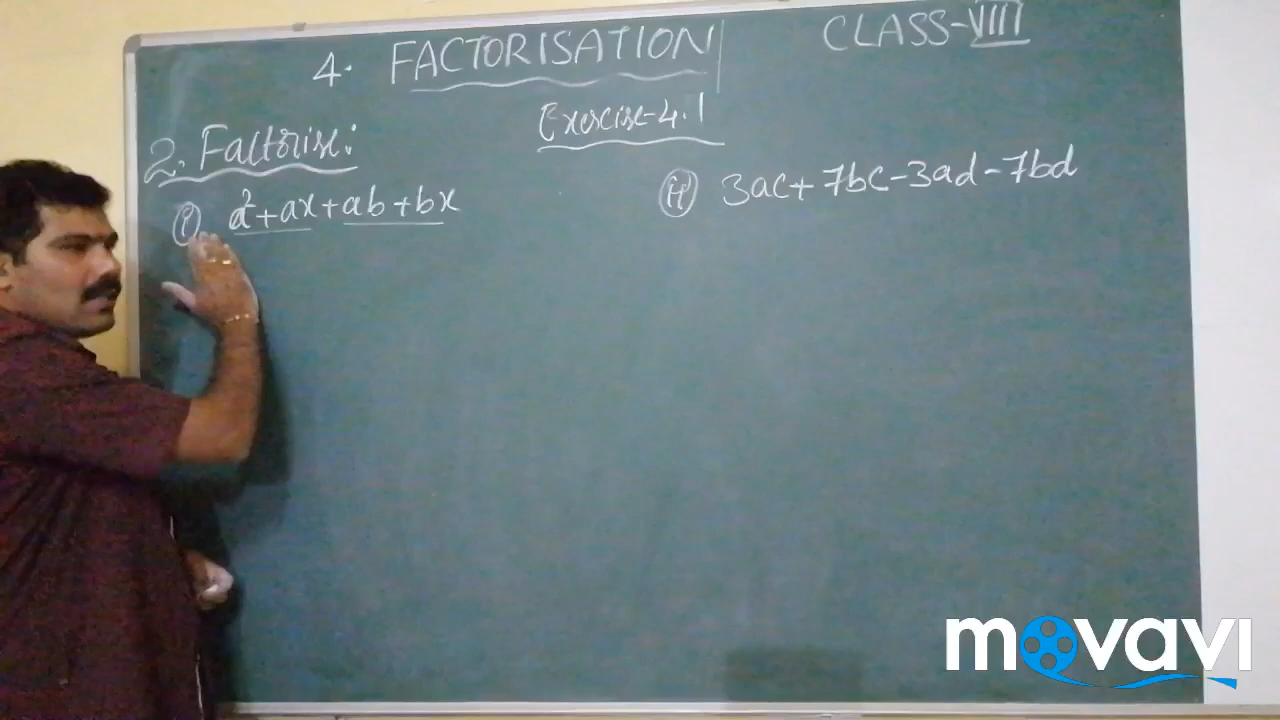 4. FACTORISATION
CLASS-VIII
Exercise-4.1
2. Factorise:
(i) a²+ax+ab+bx
(ii) 3ac+7bc-3ad-7bd
movavi